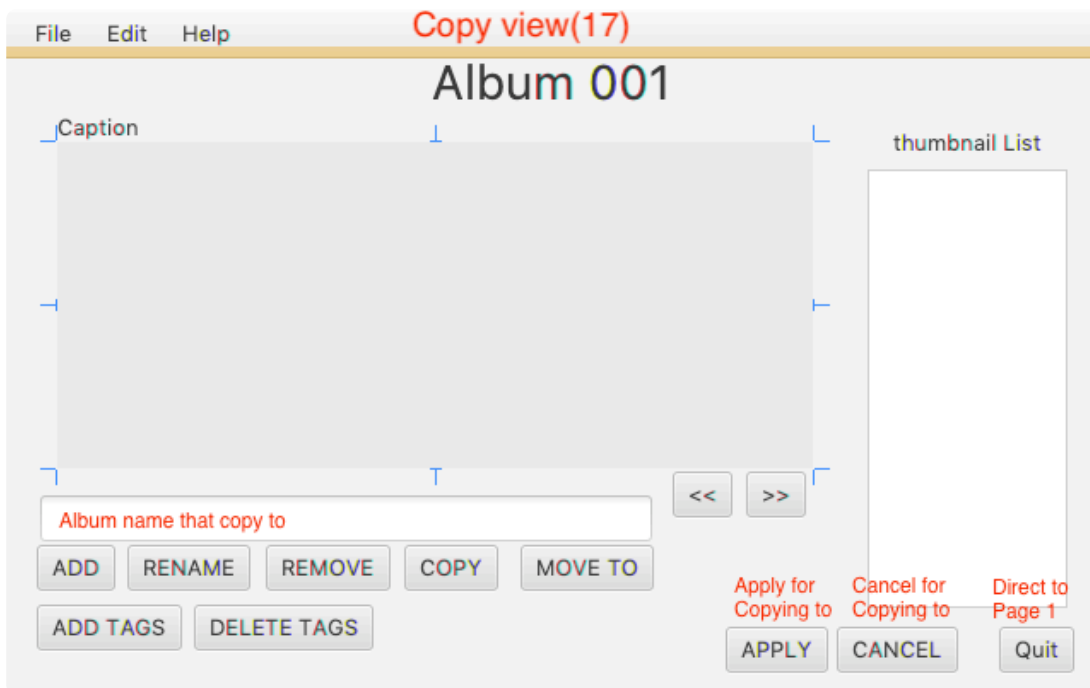 Copy view(17)
File Edit Help
Album 001
Caption
thumbnail List
<< >>
Album name that copy to
ADD RENAME REMOVE COPY MOVE TO
Apply for
Copying to
Cancel for
Copying to
Direct to
Page 1
ADD TAGS DELETE TAGS
APPLY CANCEL Quit